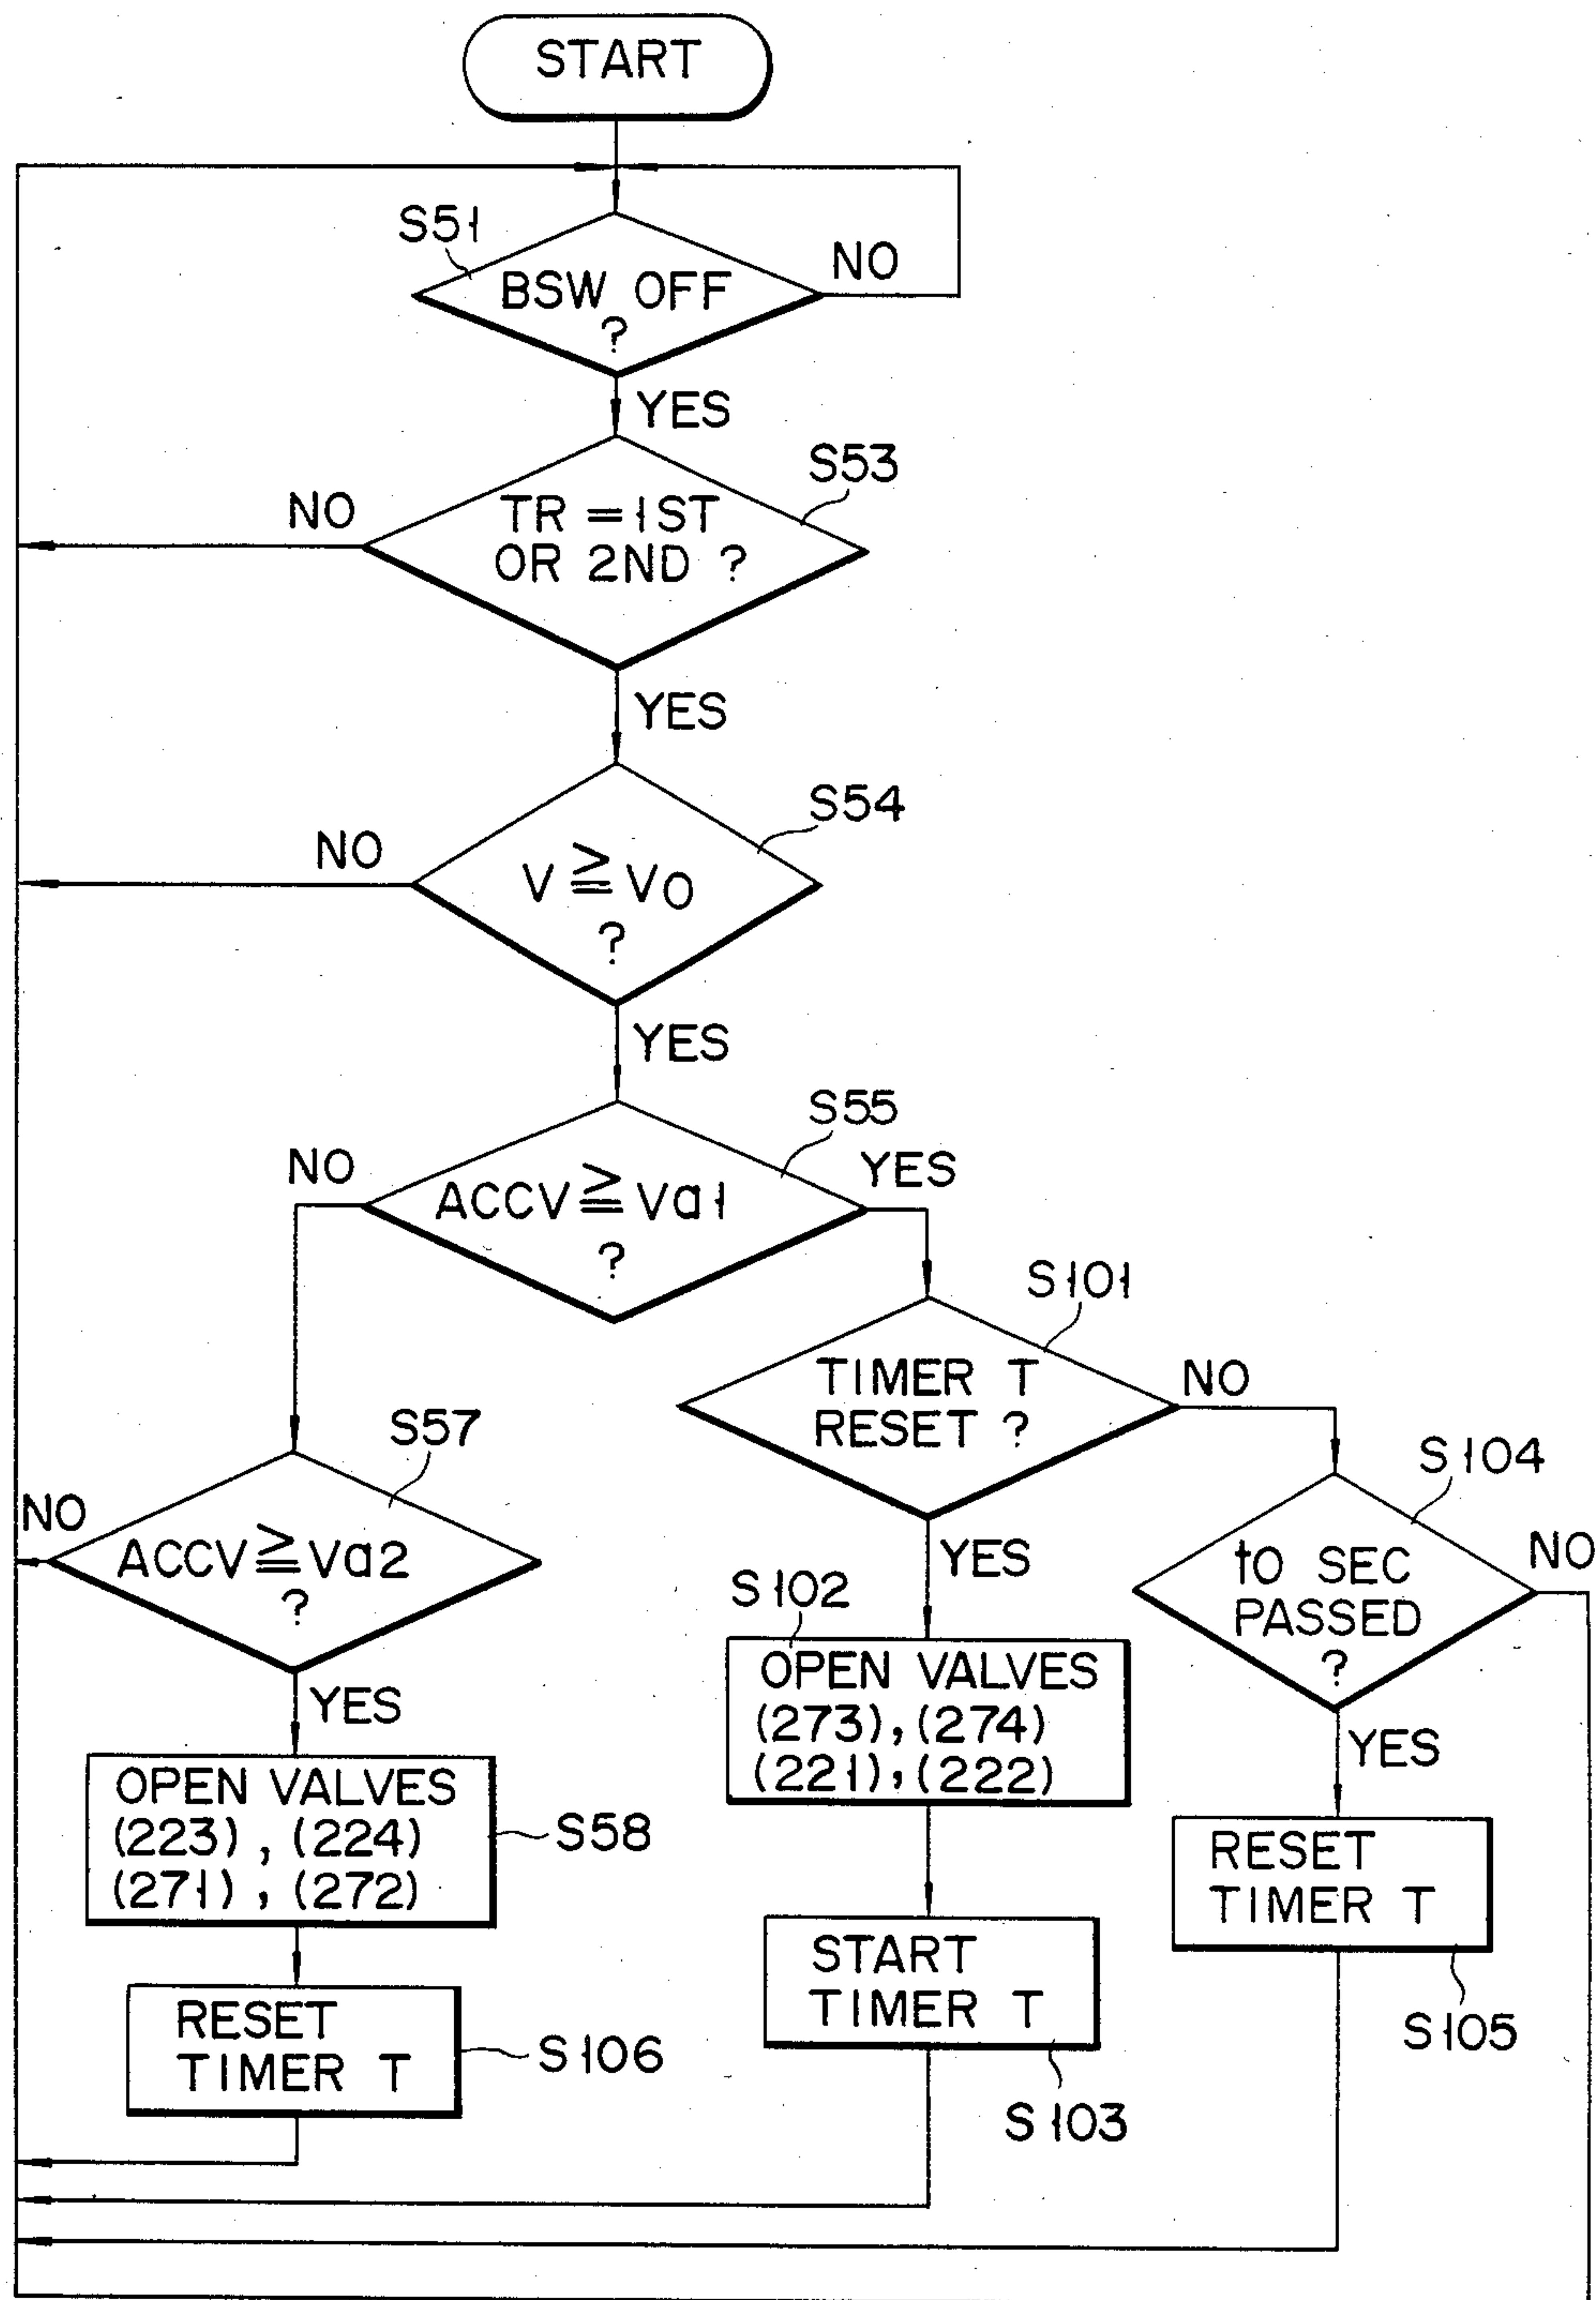 START
S51
BSW OFF
?
NO
YES
S53
TR = 1ST
OR 2ND ?
NO
YES
S54
V ≧ V0
?
NO
YES
S55
ACCV ≧ Va1
?
NO
YES
S101
TIMER T
RESET ?
NO
YES
S57
ACCV ≧ Va2
?
NO
YES
S104
t0 SEC
PASSED
?
NO
YES
S102
OPEN VALVES
(273), (274)
(221), (222)
OPEN VALVES
(223), (224)
(271), (272)
S58
RESET
TIMER T
S105
START
TIMER T
S103
RESET
TIMER T
S106